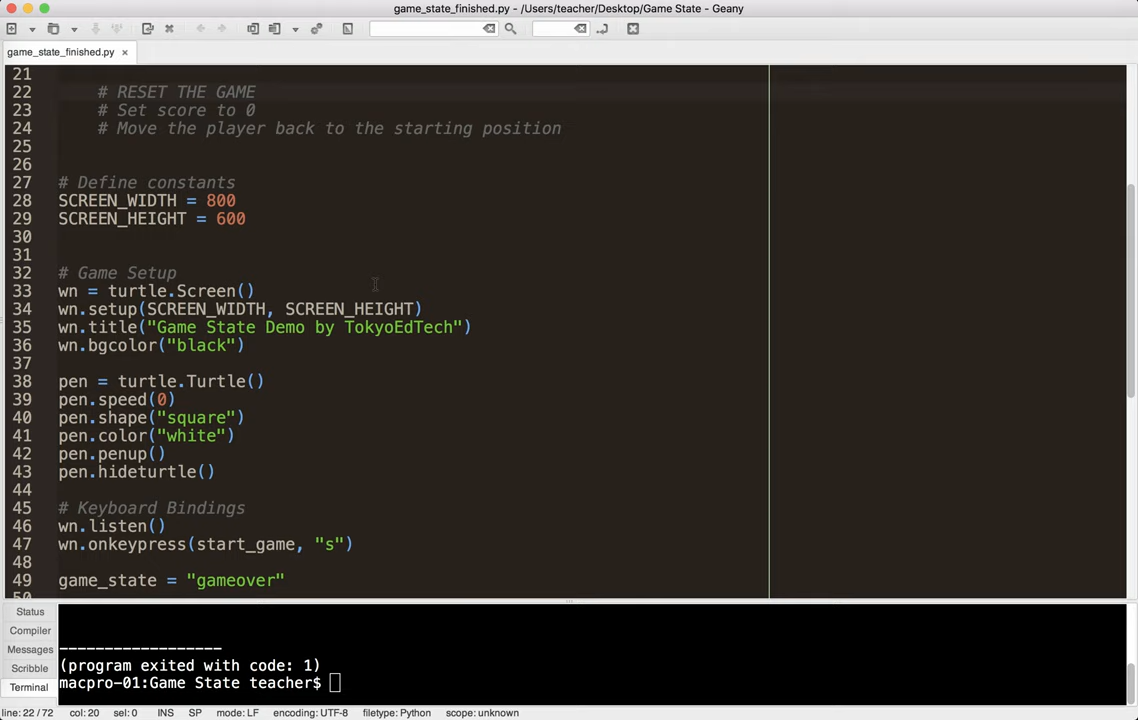 game_state_finished.py - /Users/teacher/Desktop/Game State - Geany
game_state_finished.py ×
21
22 # RESET THE GAME
23 # Set score to 0
24 # Move the player back to the starting position
25
26
27 # Define constants
28 SCREEN_WIDTH = 800
29 SCREEN_HEIGHT = 600
30
31
32 # Game Setup
33 wn = turtle.Screen()
34 wn.setup(SCREEN_WIDTH, SCREEN_HEIGHT)
35 wn.title("Game State Demo by TokyoEdTech")
36 wn.bgcolor("black")
37
38 pen = turtle.Turtle()
39 pen.speed(0)
40 pen.shape("square")
41 pen.color("white")
42 pen.penup()
43 pen.hideturtle()
44
45 # Keyboard Bindings
46 wn.listen()
47 wn.onkeypress(start_game, "s")
48
49 game_state = "gameover"
50
Status
Compiler
Messages
Scribble
Terminal
------------------
(program exited with code: 1)
macpro-01:Game State teacher$
line: 22 / 72 col: 20 sel: 0 INS SP mode: LF encoding: UTF-8 filetype: Python scope: unknown